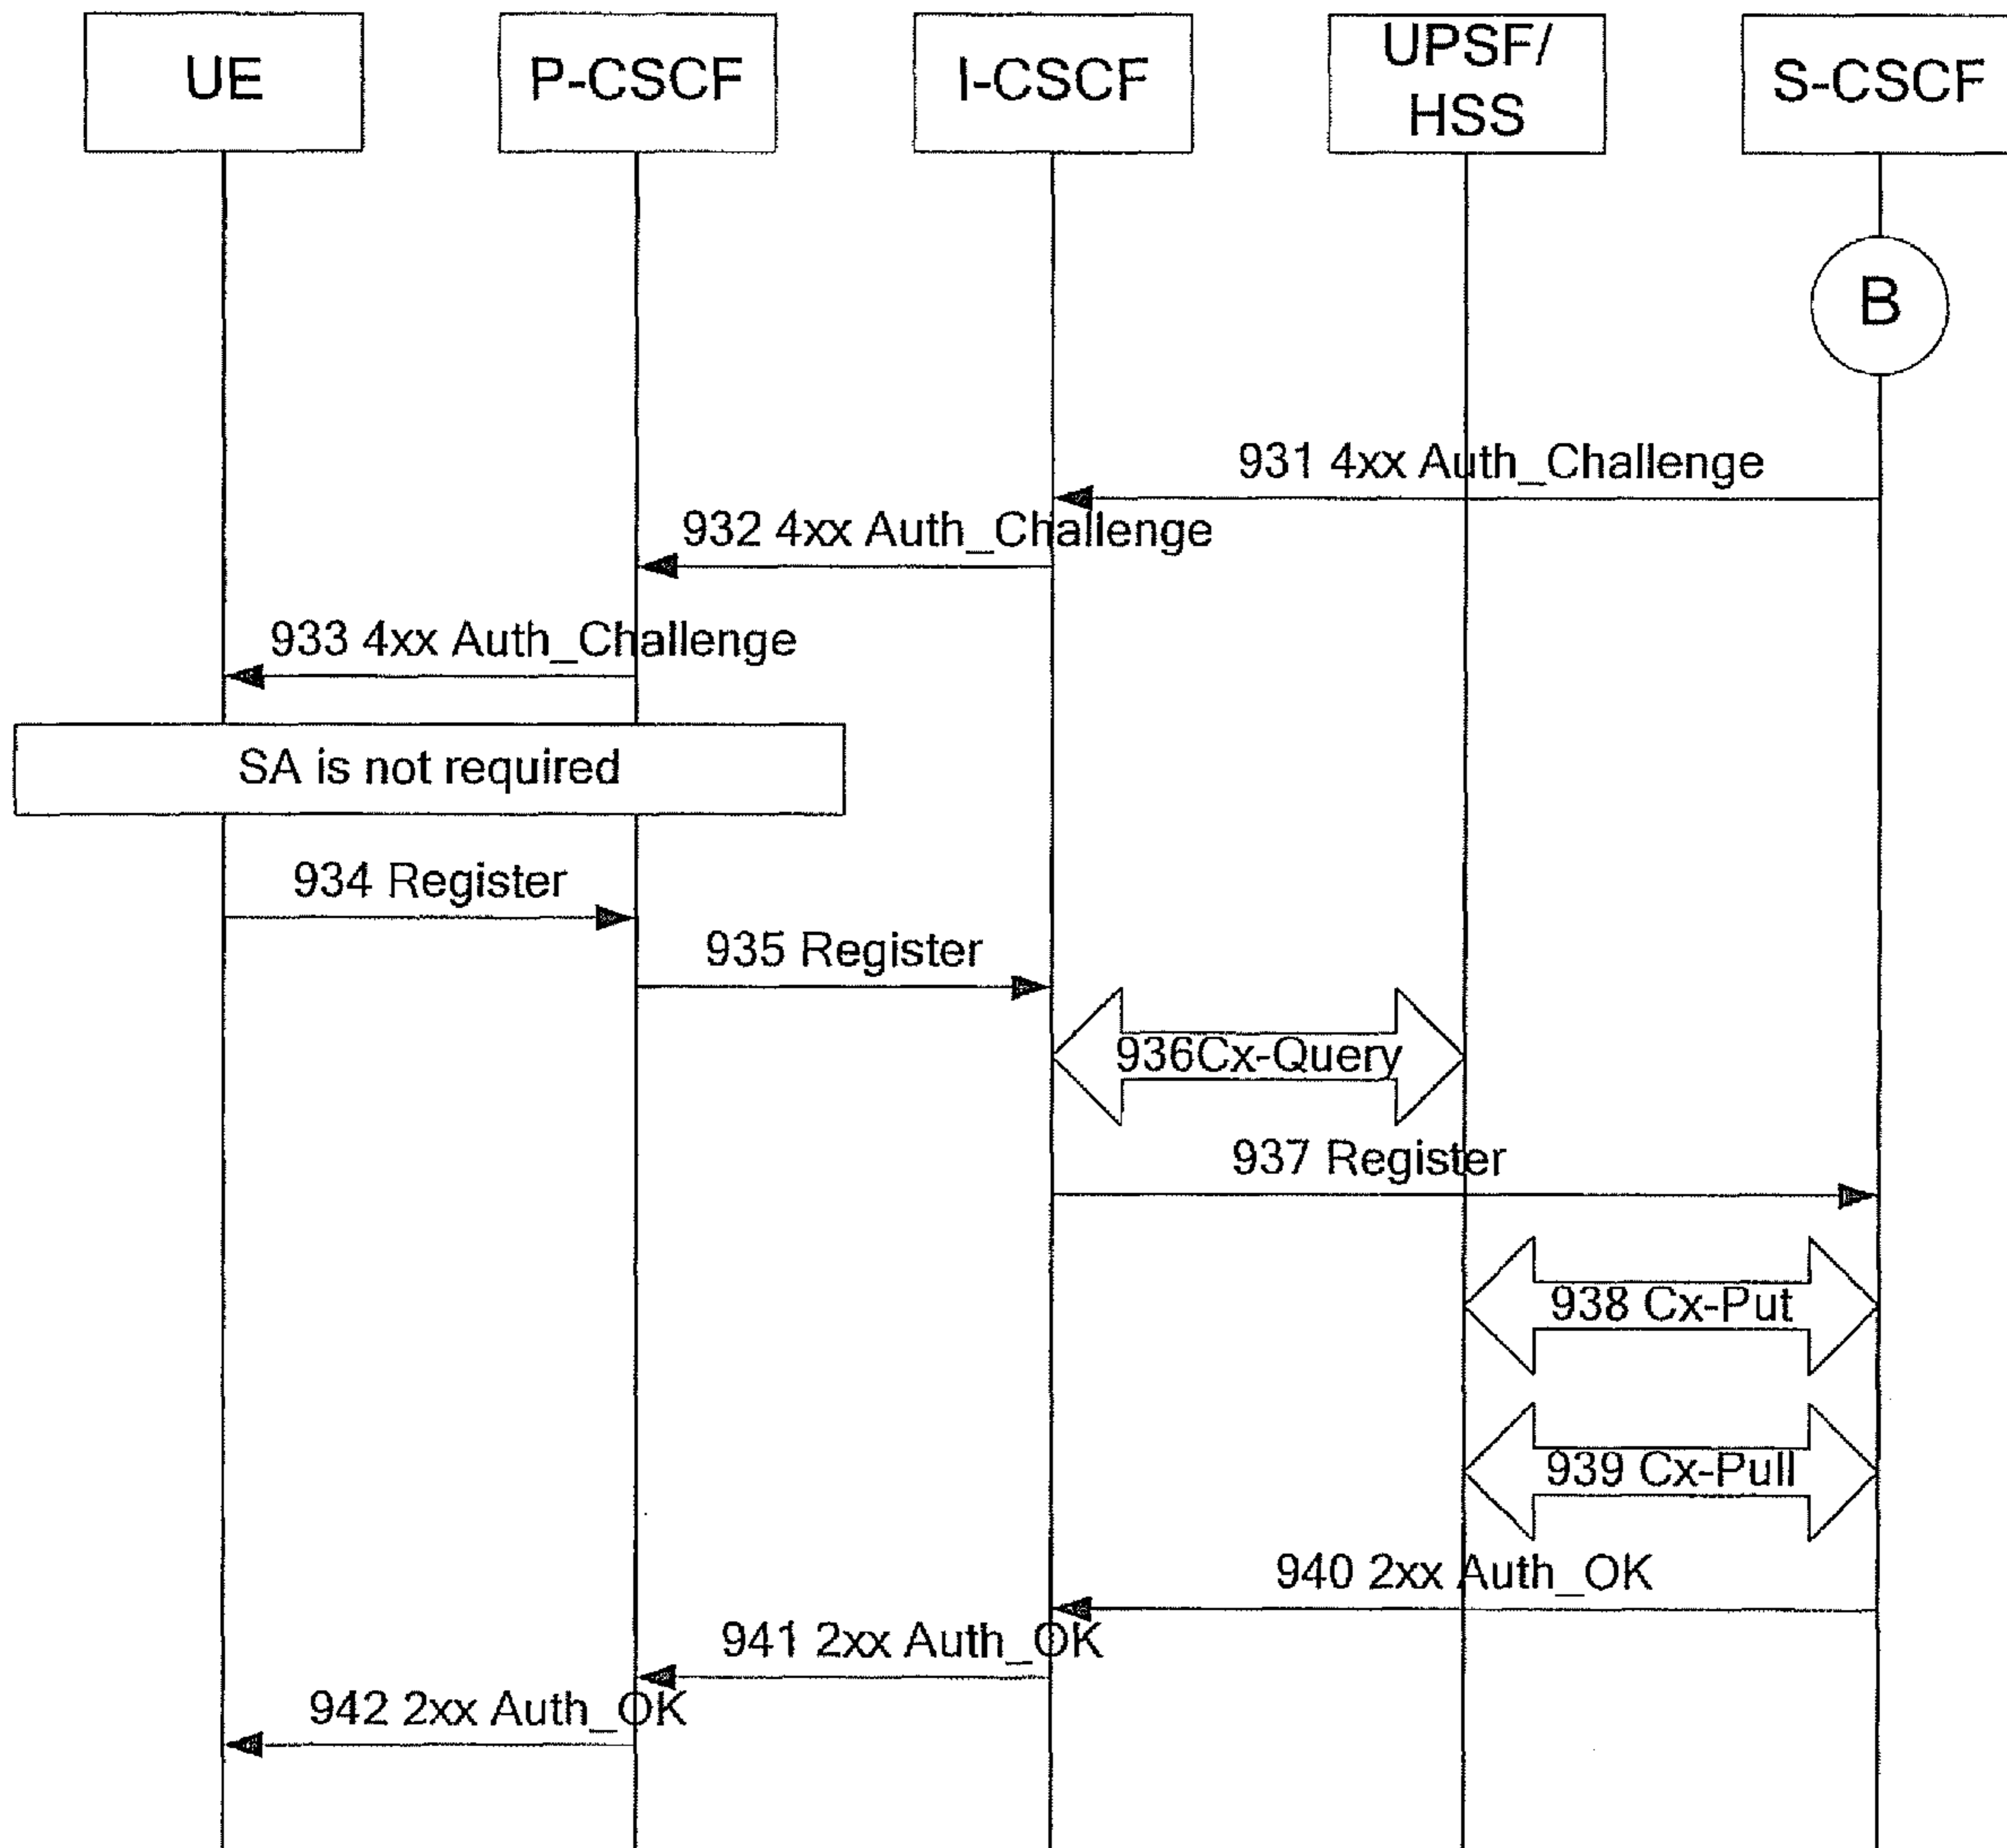 UE
P-CSCF
I-CSCF
UPSF/
HSS
S-CSCF
B
931 4xx Auth_Challenge
932 4xx Auth_Challenge
933 4xx Auth_Challenge
SA is not required
934 Register
935 Register
936Cx-Query
937 Register
938 Cx-Put
939 Cx-Pull
940 2xx Auth_OK
941 2xx Auth_OK
942 2xx Auth_OK